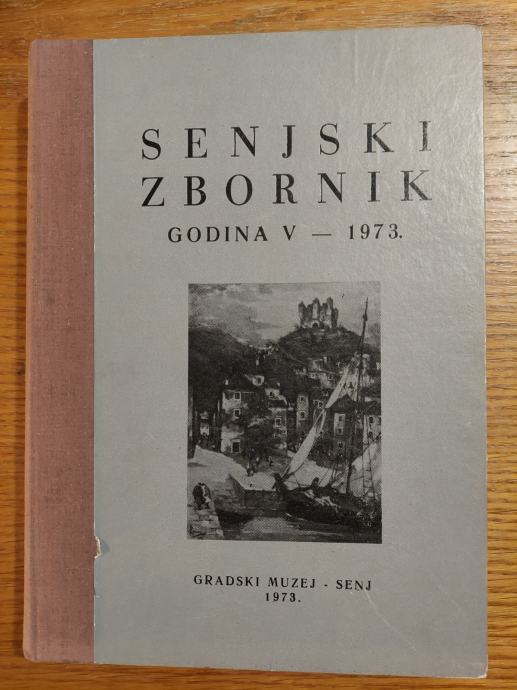 SENJSKI
ZBORNIK
GODINA V — 1973.
GRADSKI MUZEJ - SENJ
1973.